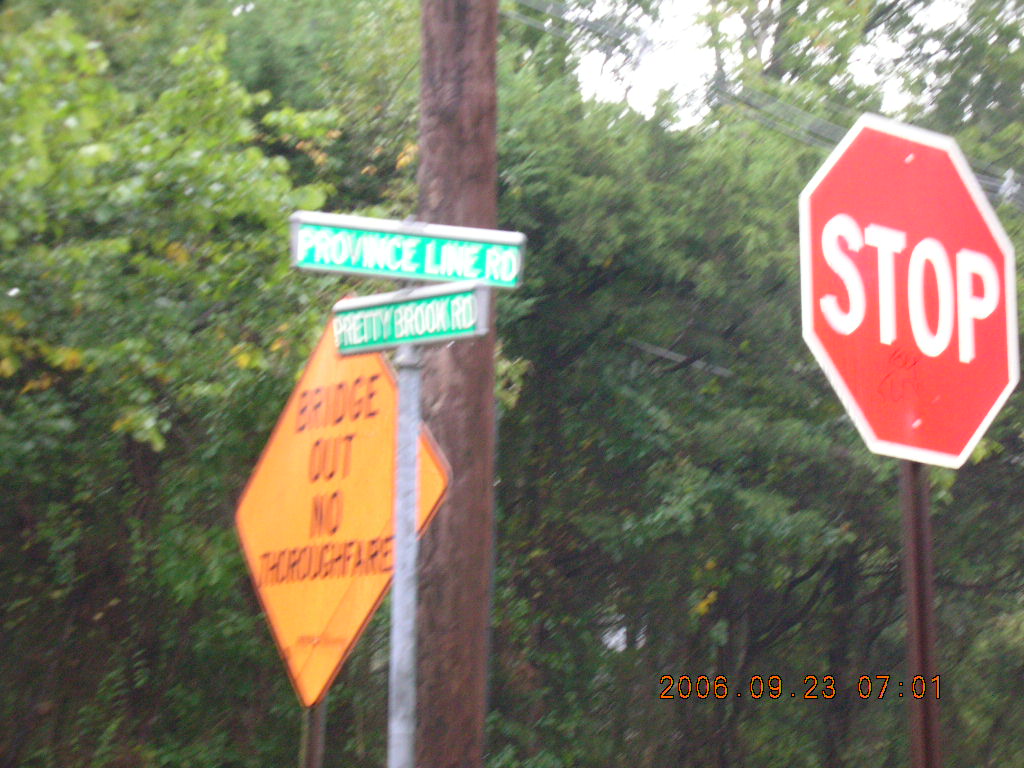 PROVINCE LINE RD
PRETTY BROOK RD
BRIDGE
OUT
NO
THOROUGHFARE
STOP
2006.09.23 07:01